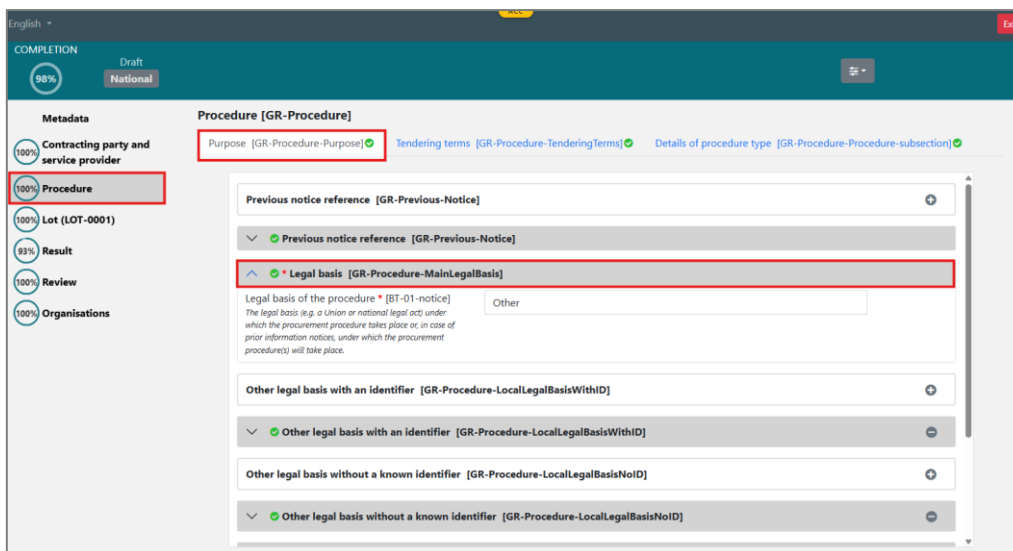 English
ACC
Ex
COMPLETION
98%
Draft
National
Metadata
100% Contracting party and
service provider
100% Procedure
100% Lot (LOT-0001)
93% Result
100% Review
100% Organisations
Procedure [GR-Procedure]
Purpose [GR-Procedure-Purpose] Tendering terms [GR-Procedure-TenderingTerms] Details of procedure type [GR-Procedure-Procedure-subsection]
Previous notice reference [GR-Previous-Notice]
Previous notice reference [GR-Previous-Notice]
* Legal basis [GR-Procedure-MainLegalBasis]
Legal basis of the procedure * [BT-01-notice]
Other
The legal basis (e.g. a Union or national legal act) under
which the procurement procedure takes place or, in case of
prior information notices, under which the procurement
procedure(s) will take place.
Other legal basis with an identifier [GR-Procedure-LocalLegalBasisWithID]
Other legal basis with an identifier [GR-Procedure-LocalLegalBasisWithID]
Other legal basis without a known identifier [GR-Procedure-LocalLegalBasisNoID]
Other legal basis without a known identifier [GR-Procedure-LocalLegalBasisNoID]